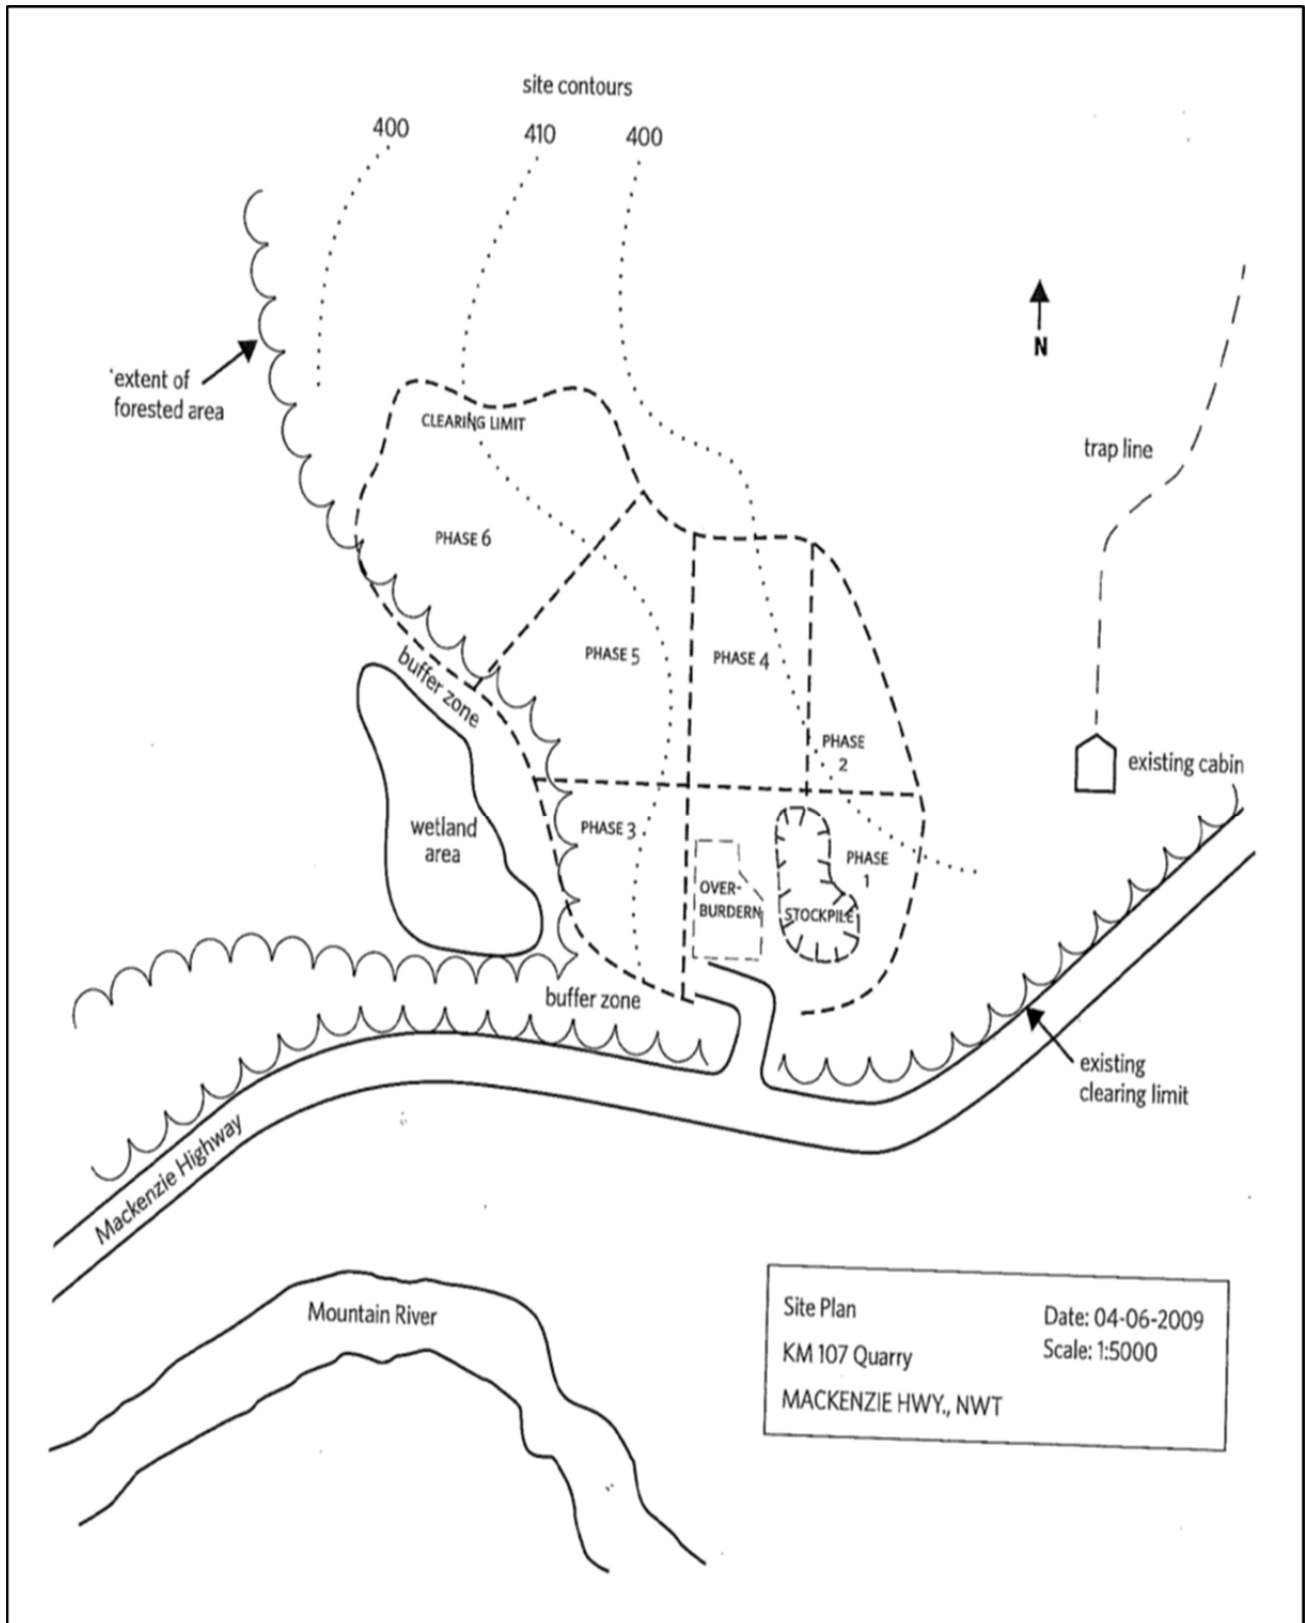 site contours
400
410
400
N
'extent of
forested area
CLEARING LIMIT
trap line
PHASE 6
PHASE 5
PHASE 4
buffer zone
PHASE
2
existing cabin
wetland
area
PHASE 3
PHASE
1
OVER-
BURDERN
STOCKPILE
buffer zone
existing
clearing limit
Mackenzie Highway
Mountain River
Site Plan
Date: 04-06-2009
KM 107 Quarry
Scale: 1:5000
MACKENZIE HWY., NWT